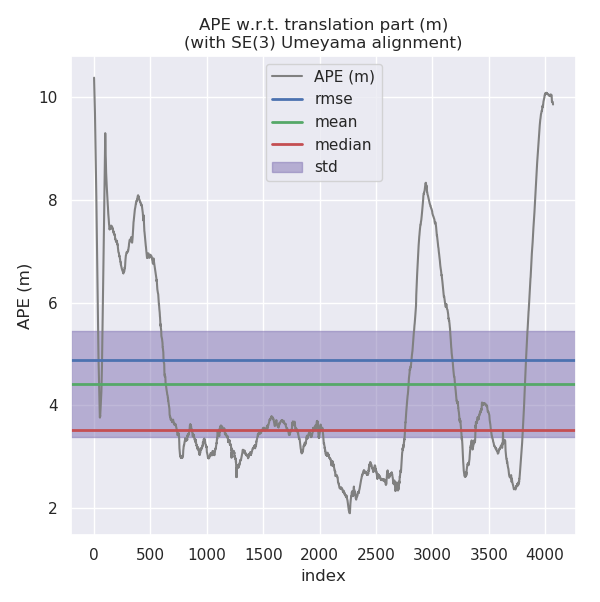 APE w.r.t. translation part (m)
(with SE(3) Umeyama alignment)
APE (m)
rmse
mean
median
std
10
8
6
4
2
APE (m)
0 500 1000 1500 2000 2500 3000 3500 4000
index